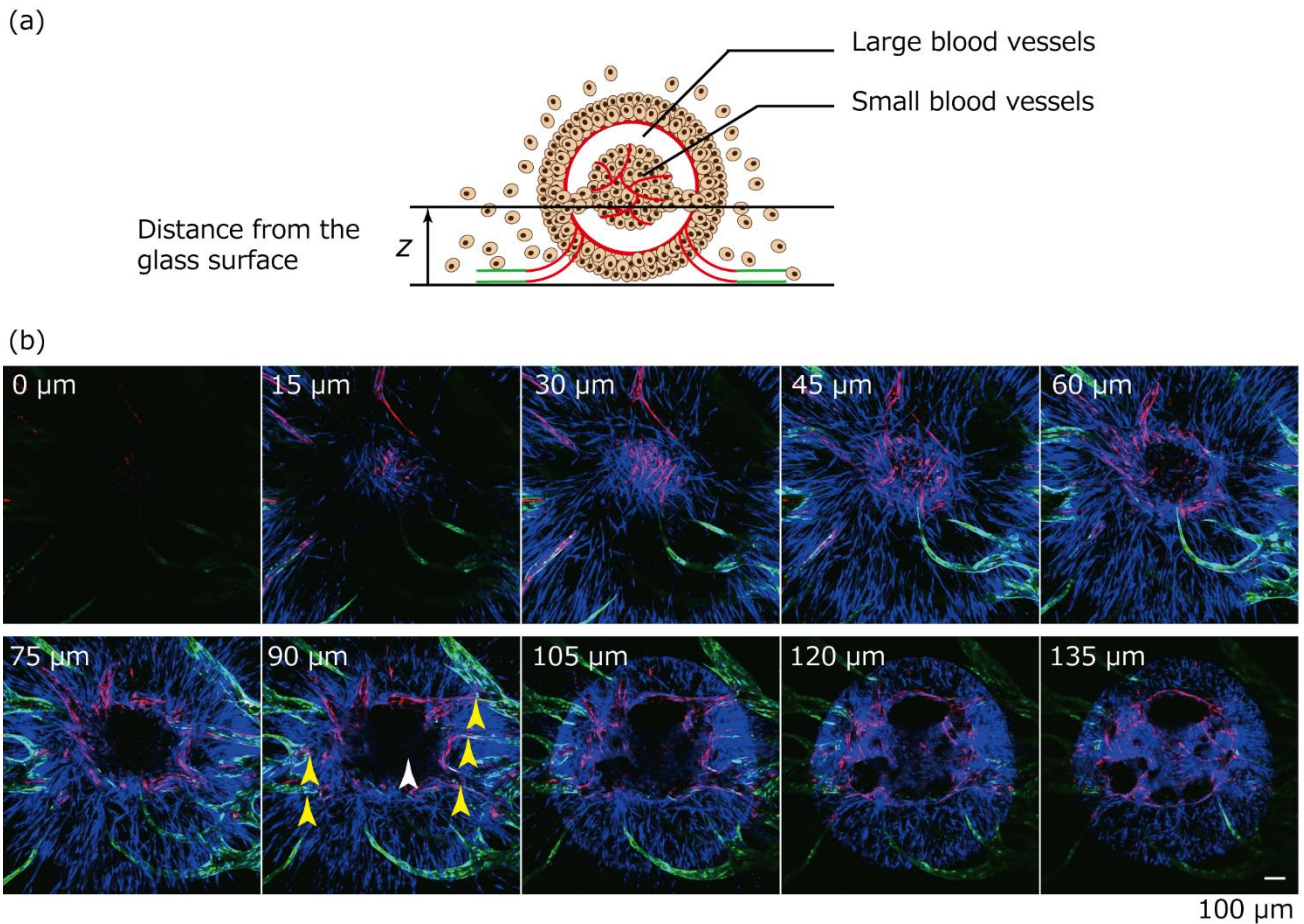 (a)
Large blood vessels
Small blood vessels
Distance from the
glass surface
z
(b)
0 μm
15 μm
30 μm
45 μm
60 μm
75 μm
90 μm
105 μm
120 μm
135 μm
100 μm